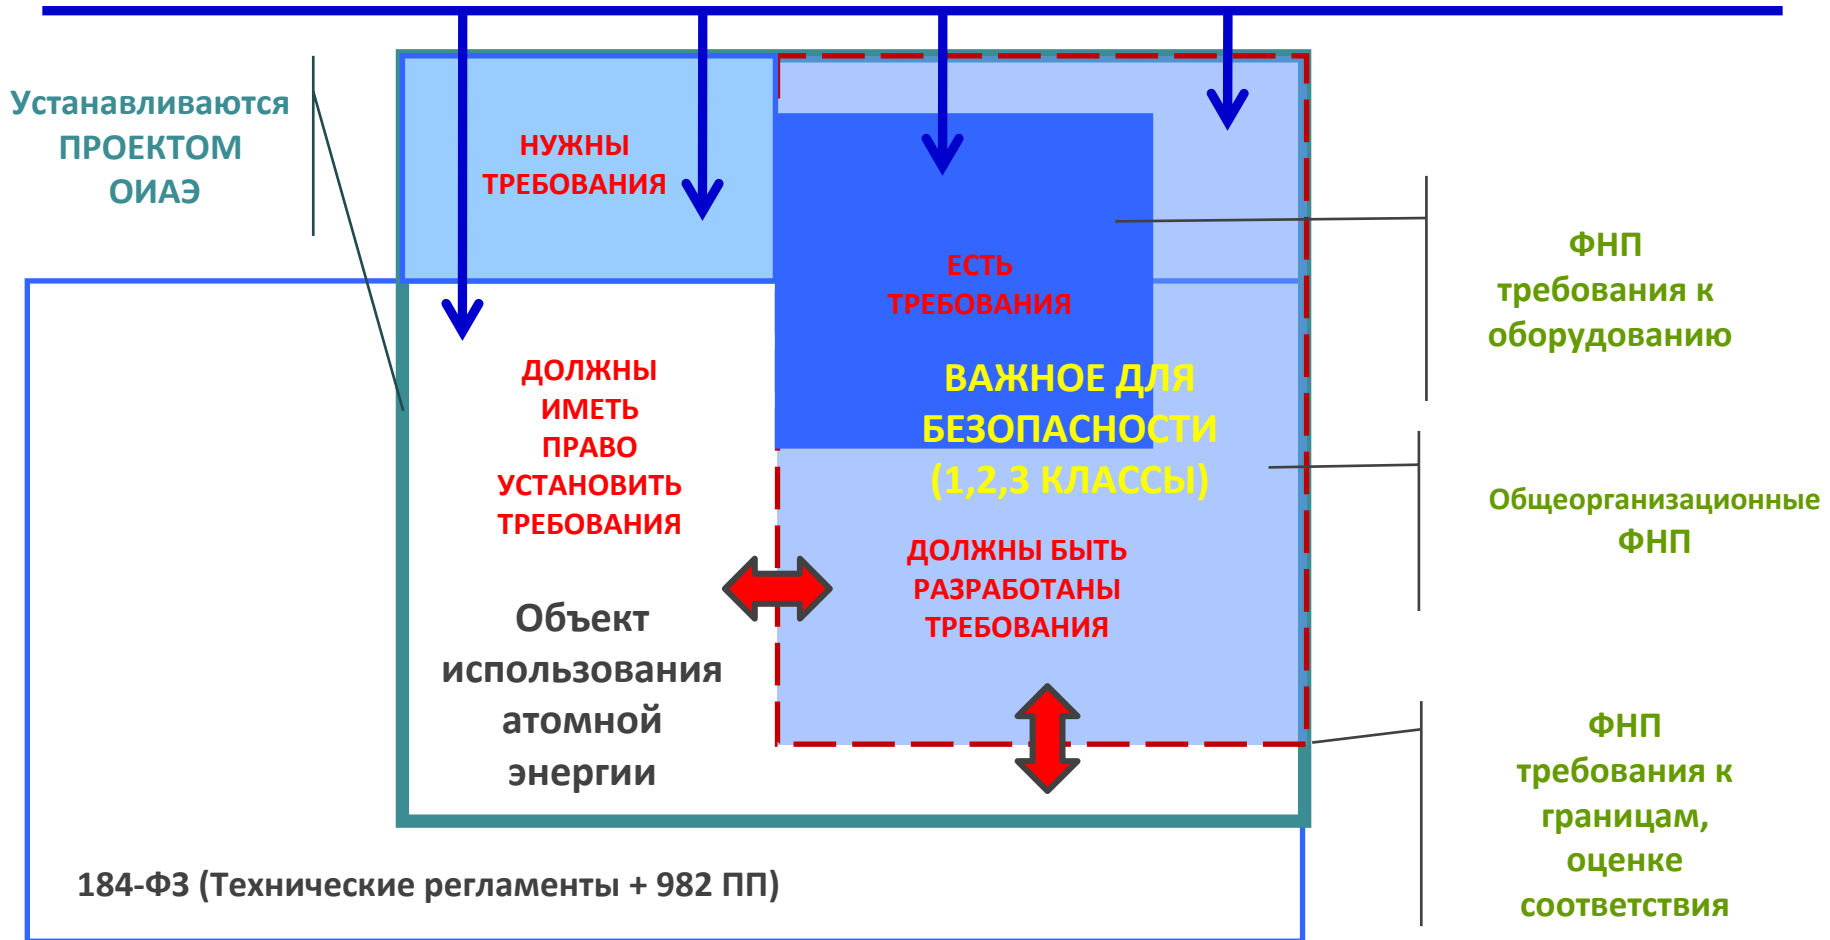 Устанавливаются
ПРОЕКТОМ
ОИАЭ
НУЖНЫ
ТРЕБОВАНИЯ
ЕСТЬ
ТРЕБОВАНИЯ
ФНП
требования к
оборудованию
ДОЛЖНЫ
ИМЕТЬ
ПРАВО
УСТАНОВИТЬ
ТРЕБОВАНИЯ
ВАЖНОЕ ДЛЯ
БЕЗОПАСНОСТИ
(1,2,3 КЛАССЫ)
Общеорганизационные
ФНП
ДОЛЖНЫ БЫТЬ
РАЗРАБОТАНЫ
ТРЕБОВАНИЯ
Объект
использования
атомной
энергии
ФНП
требования к
границам,
оценке
соответствия
184-ФЗ (Технические регламенты + 982 ПП)